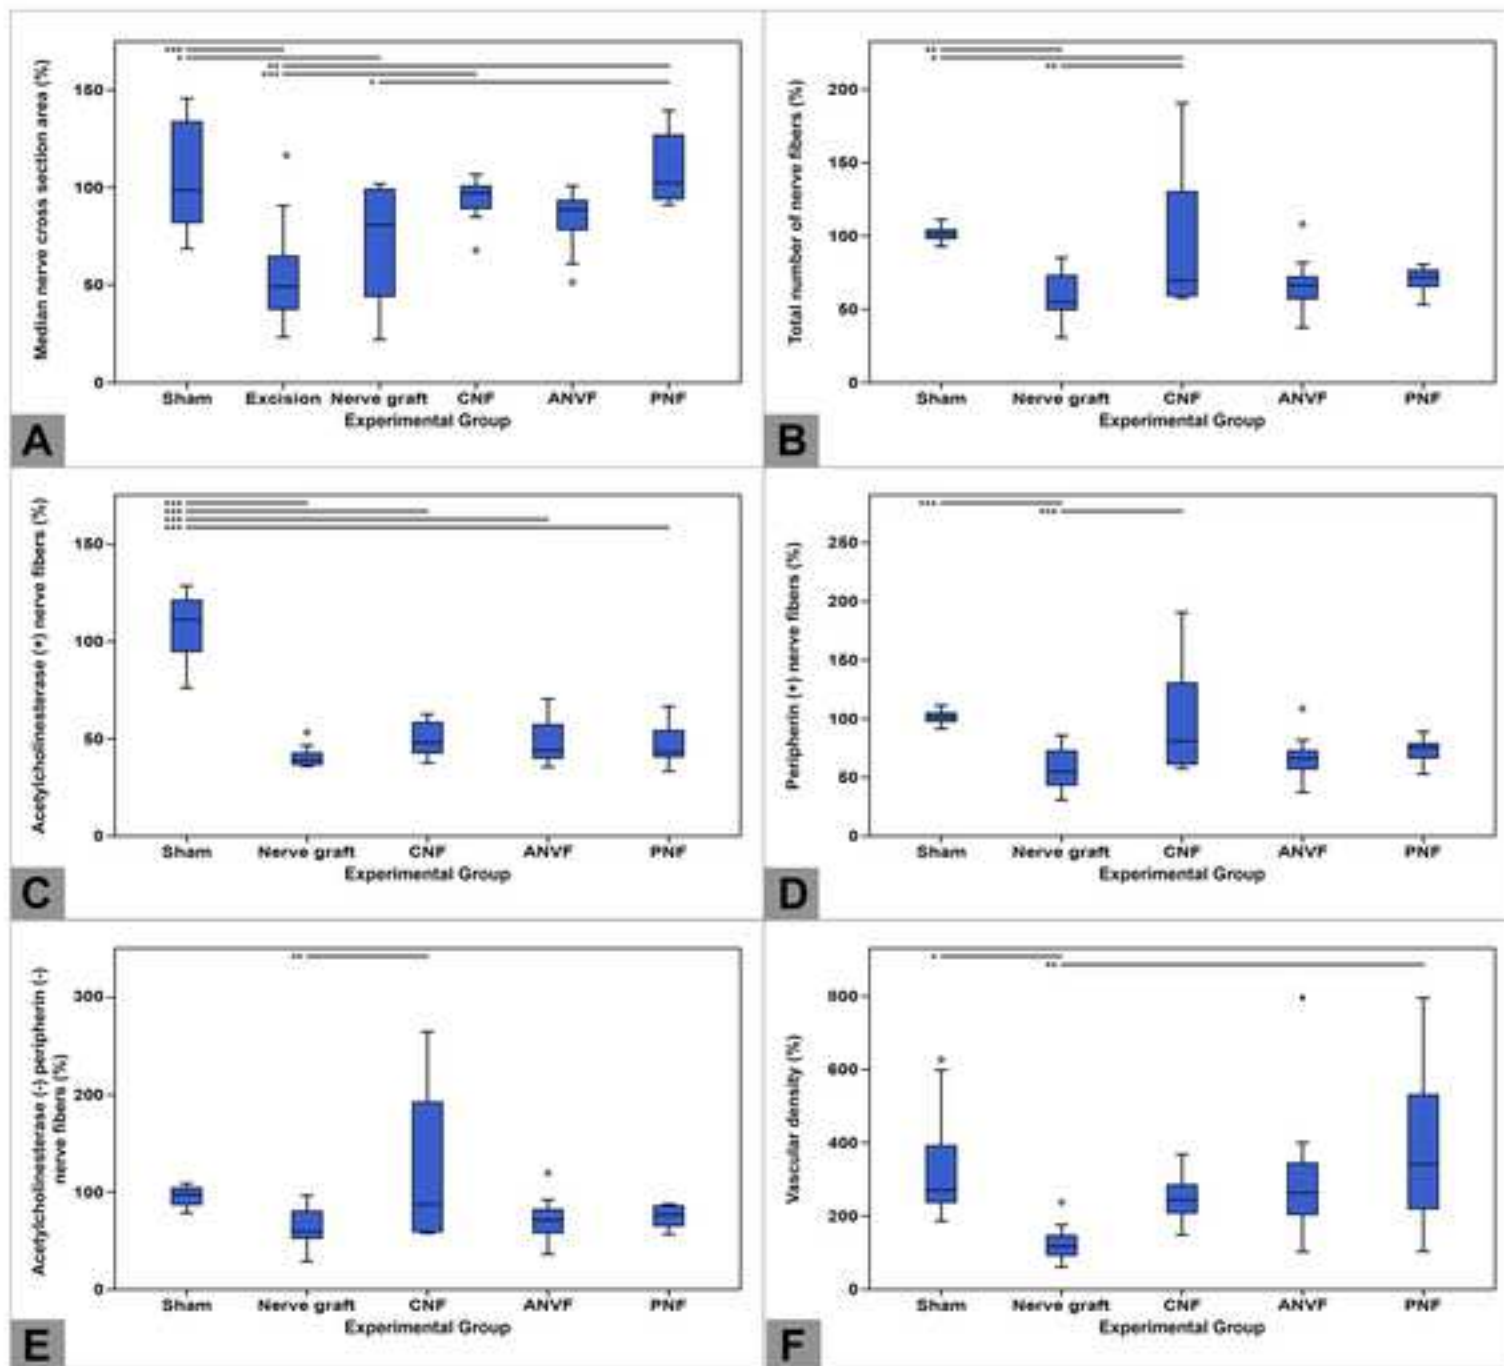 Median nerve cross section area (%)
150
100
50
0
Sham Excision Nerve graft CNF ANVF PNF
Experimental Group
A
Total number of nerve fibers (%)
200
150
100
50
0
Sham Nerve graft CNF ANVF PNF
Experimental Group
B
Acetylcholinesterase (+) nerve fibers (%)
150
100
50
0
Sham Nerve graft CNF ANVF PNF
Experimental Group
C
Peripherin (+) nerve fibers (%)
250
200
150
100
50
0
Sham Nerve graft CNF ANVF PNF
Experimental Group
D
Acetylcholinesterase (-) peripherin (-)
nerve fibers (%)
300
200
100
0
Sham Nerve graft CNF ANVF PNF
Experimental Group
E
Vascular density (%)
800
600
400
200
0
Sham Nerve graft CNF ANVF PNF
Experimental Group
F